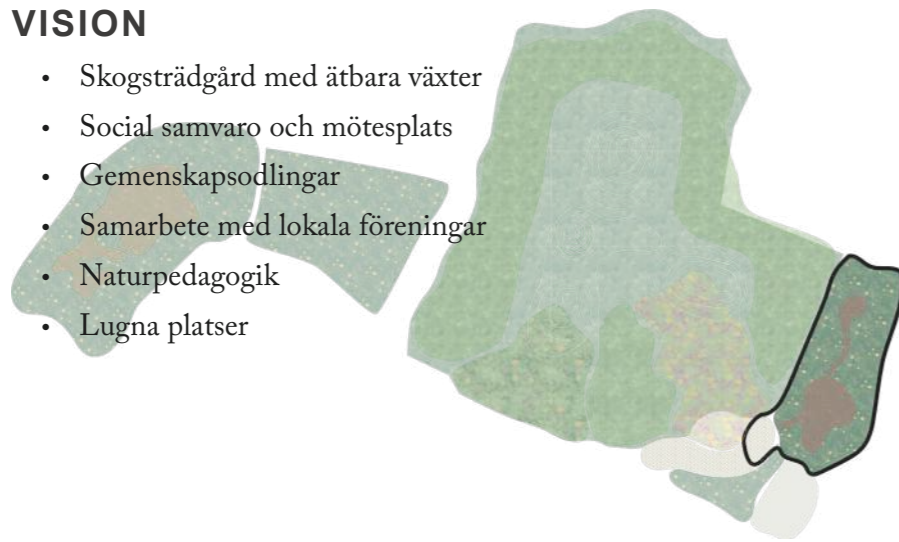 VISION
• Skogsträdgård med ätbara växter
• Social samvaro och mötesplats
• Gemenskapsodlingar
• Samarbete med lokala föreningar
• Naturpedagogik
• Lugna platser